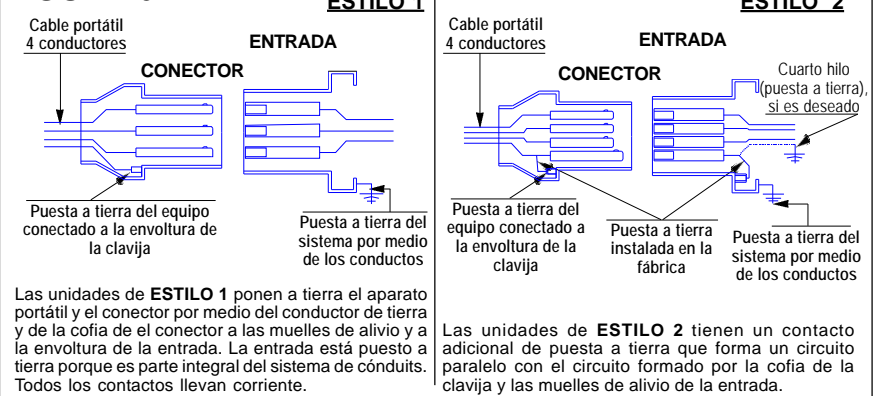 ESTILO 1
Cable portátil
4 conductores
ENTRADA
CONECTOR
Puesta a tierra del equipo
conectado a la envoltura de
la clavija
Puesta a tierra del
sistema por medio
de los conductos
Las unidades de ESTILO 1 ponen a tierra el aparato
portátil y el conector por medio del conductor de tierra
y de la cofia de el conector a las muelles de alivio y a
la envoltura de la entrada. La entrada está puesto a
tierra porque es parte integral del sistema de cónduits.
Todos los contactos llevan corriente.
ESTILO 2
Cable portátil
4 conductores
ENTRADA
CONECTOR
Cuarto hilo
(puesta a tierra),
si es deseado
Puesta a tierra del
equipo conectado a
la envoltura de la
clavija
Puesta a tierra
instalada en la
fábrica
Puesta a tierra del
sistema por medio
de los conductos
Las unidades de ESTILO 2 tienen un contacto
adicional de puesta a tierra que forma un circuito
paralelo con el circuito formado por la cofia de la
clavija y las muelles de alivio de la entrada.